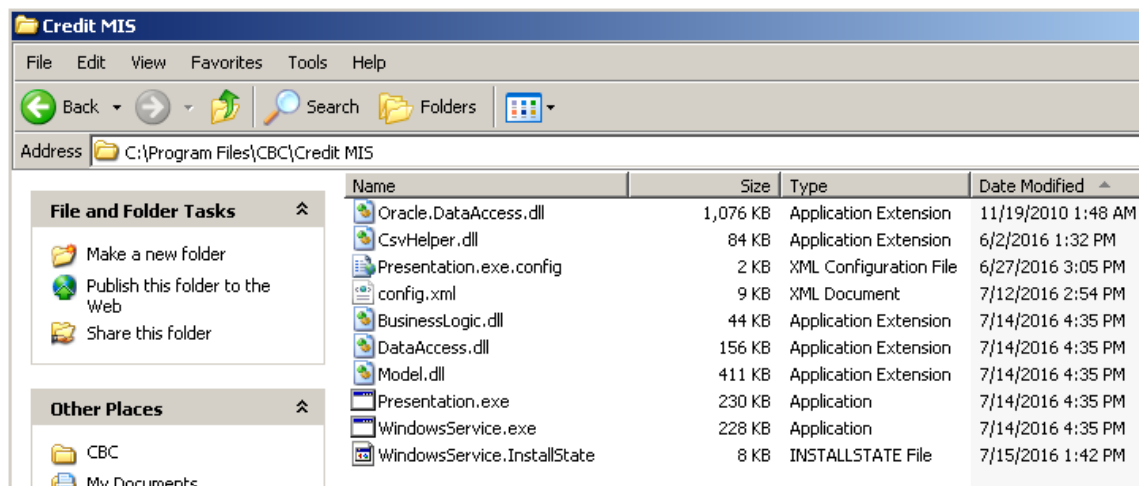 Credit MIS
File Edit View Favorites Tools Help
Back Search Folders
Address C:\Program Files\CBC\Credit MIS
File and Folder Tasks
Make a new folder
Publish this folder to the
Web
Share this folder
Other Places
CBC
My Documents
Name Size Type Date Modified
Oracle.DataAccess.dll 1,076 KB Application Extension 11/19/2010 1:48 AM
CsvHelper.dll 84 KB Application Extension 6/2/2016 1:32 PM
Presentation.exe.config 2 KB XML Configuration File 6/27/2016 3:05 PM
config.xml 9 KB XML Document 7/12/2016 2:54 PM
BusinessLogic.dll 44 KB Application Extension 7/14/2016 4:35 PM
DataAccess.dll 156 KB Application Extension 7/14/2016 4:35 PM
Model.dll 411 KB Application Extension 7/14/2016 4:35 PM
Presentation.exe 230 KB Application 7/14/2016 4:35 PM
WindowsService.exe 228 KB Application 7/14/2016 4:35 PM
WindowsService.InstallState 8 KB INSTALLSTATE File 7/15/2016 1:42 PM